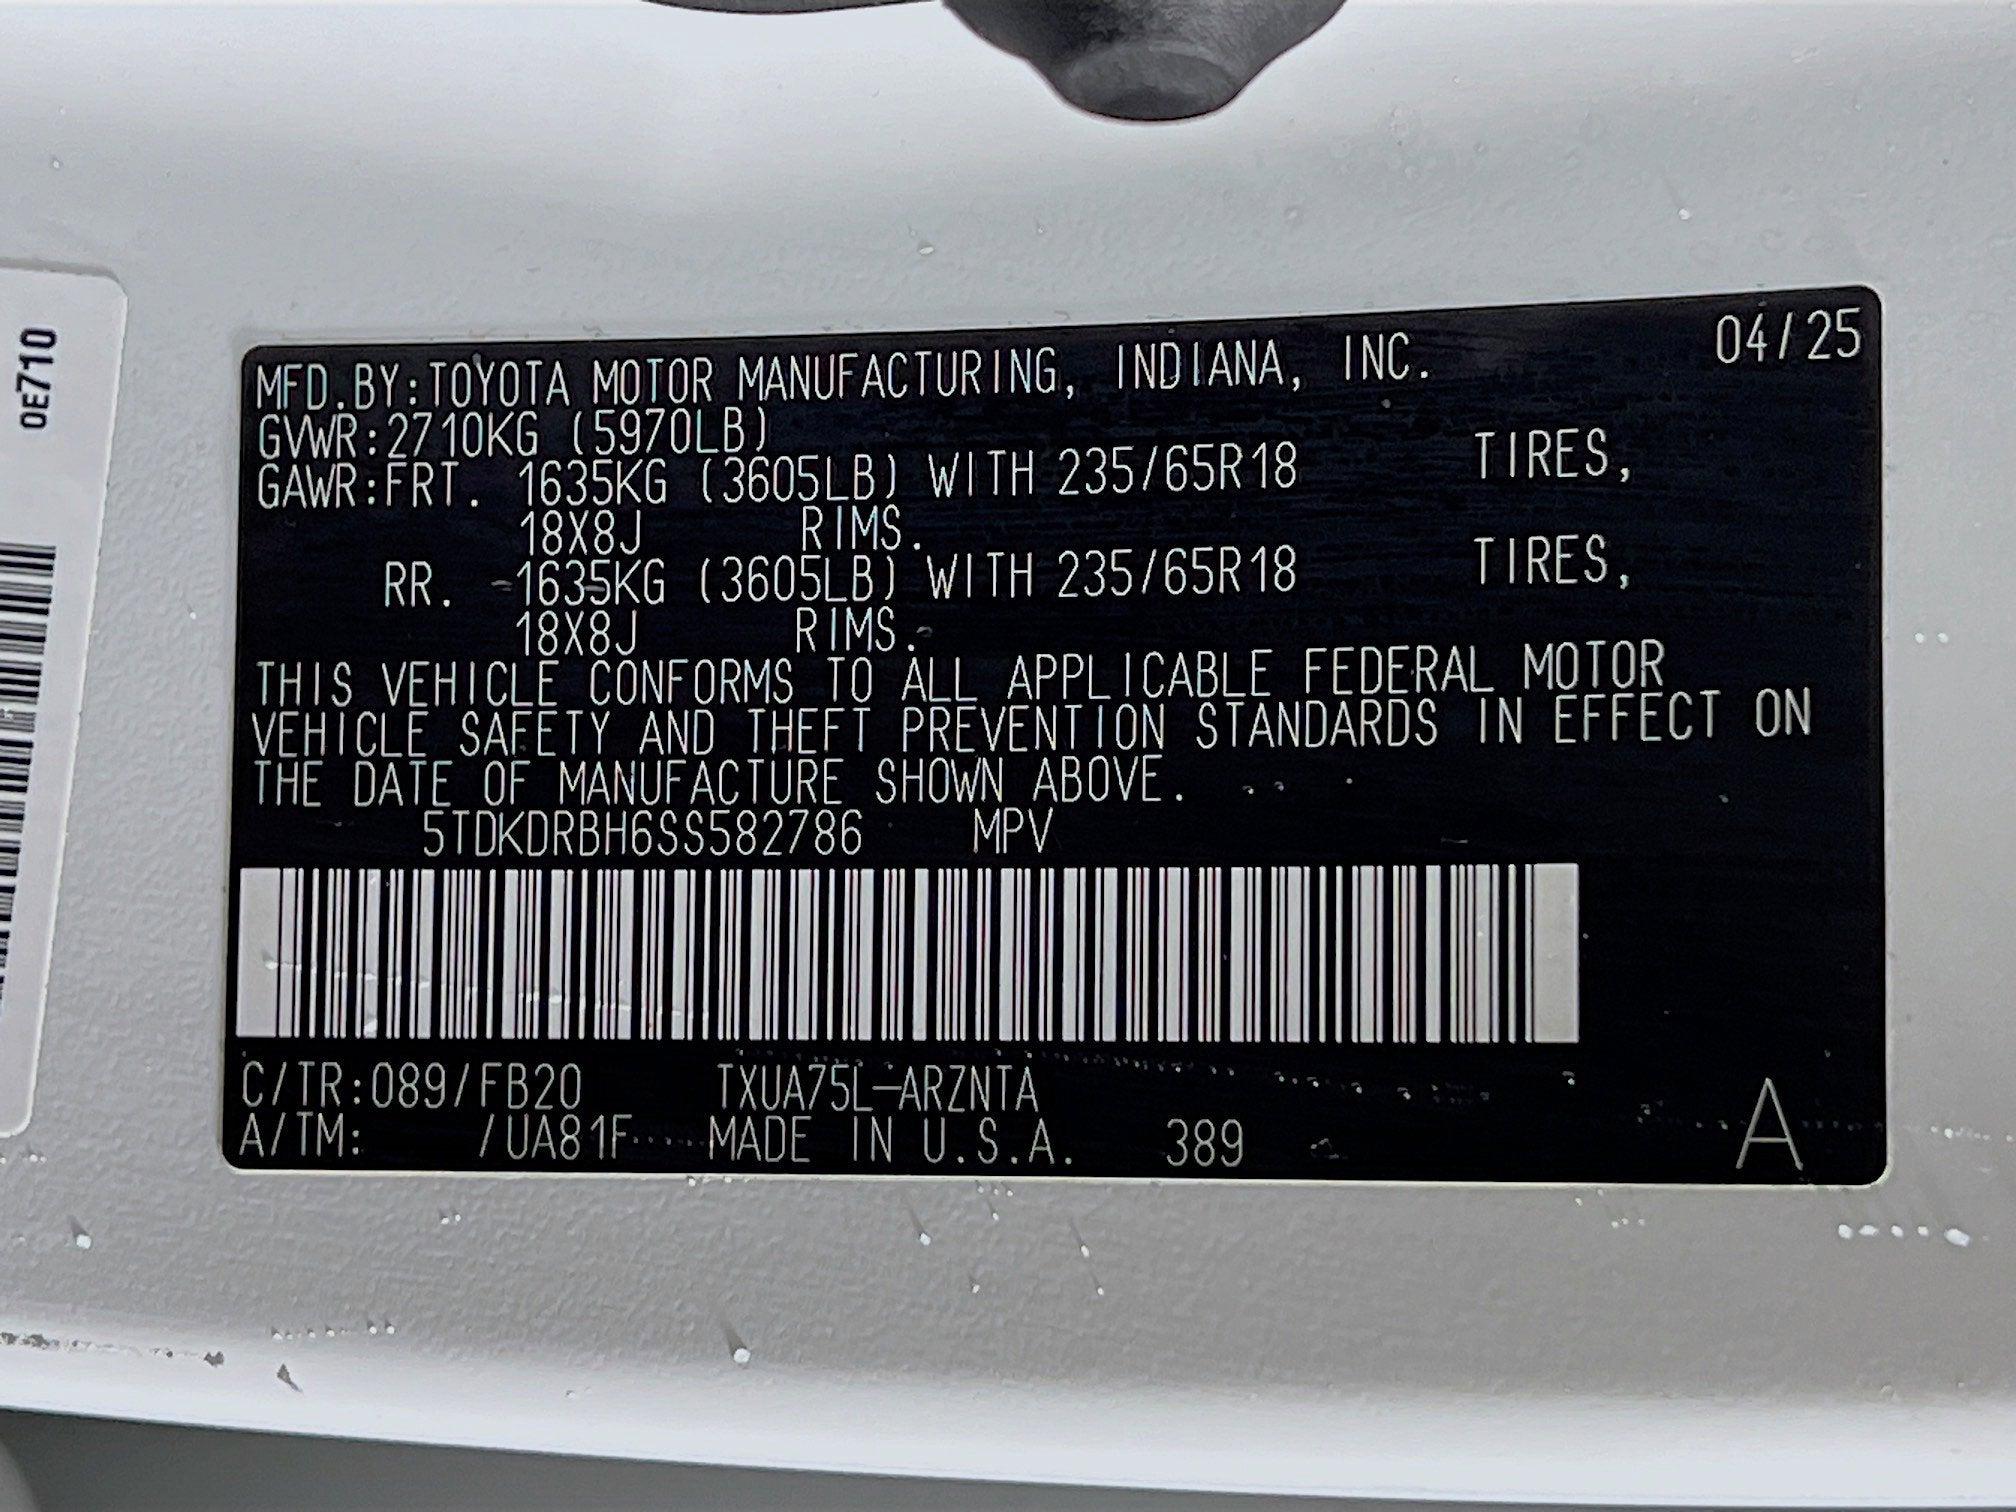 0E710
MFD.BY:TOYOTA MOTOR MANUFACTURING, INDIANA, INC. 04/25
GVWR:2710KG (5970LB)
GAWR:FRT. 1635KG (3605LB) WITH 235/65R18 TIRES,
18X8J RIMS.
RR. 1635KG (3605LB) WITH 235/65R18 TIRES,
18X8J RIMS.
THIS VEHICLE CONFORMS TO ALL APPLICABLE FEDERAL MOTOR
VEHICLE SAFETY AND THEFT PREVENTION STANDARDS IN EFFECT ON
THE DATE OF MANUFACTURE SHOWN ABOVE.
5TDKDRBH6SS582786 MPV
C/TR:089/FB20 TXUA75L-ARZNTA
A/TM: /UA81F MADE IN U.S.A. 389 A